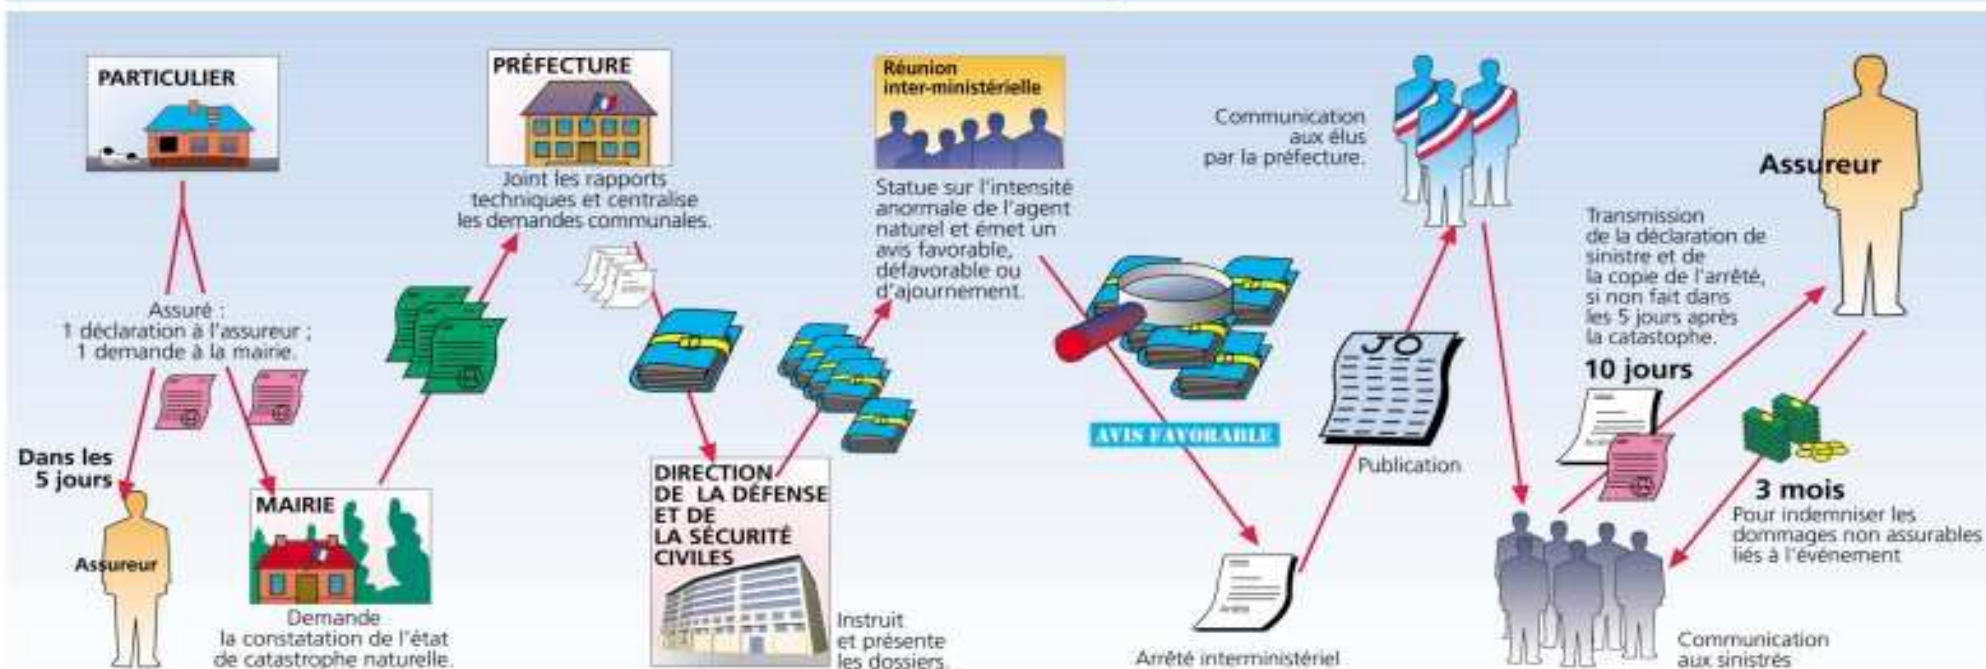 PARTICULIER
Assuré :
1 déclaration à l'assureur ;
1 demande à la mairie.
Dans les
5 jours
Assureur
MAIRIE
Demande
la constatation de l'état
de catastrophe naturelle.
PRÉFECTURE
Joint les rapports
techniques et centralise
les demandes communales.
DIRECTION
DE LA DÉFENSE
ET DE
LA SÉCURITÉ
CIVILES
Instruit
et présente
les dossiers.
Réunion
inter-ministérielle
Statue sur l'intensité
anormale de l'agent
naturel et émet un
avis favorable,
défavorable ou
d'ajournement.
AVIS FAVORABLE
Arrêté
Arrêté interministériel
JO
Publication
Communication
aux élus
par la préfecture.
Communication
aux sinistrés
Transmission
de la déclaration de
sinistre et de
la copie de l'arrêté,
si non fait dans
les 5 jours après
la catastrophe.
10 jours
Assureur
3 mois
Pour indemniser les
dommages non assurables
liés à l'événement